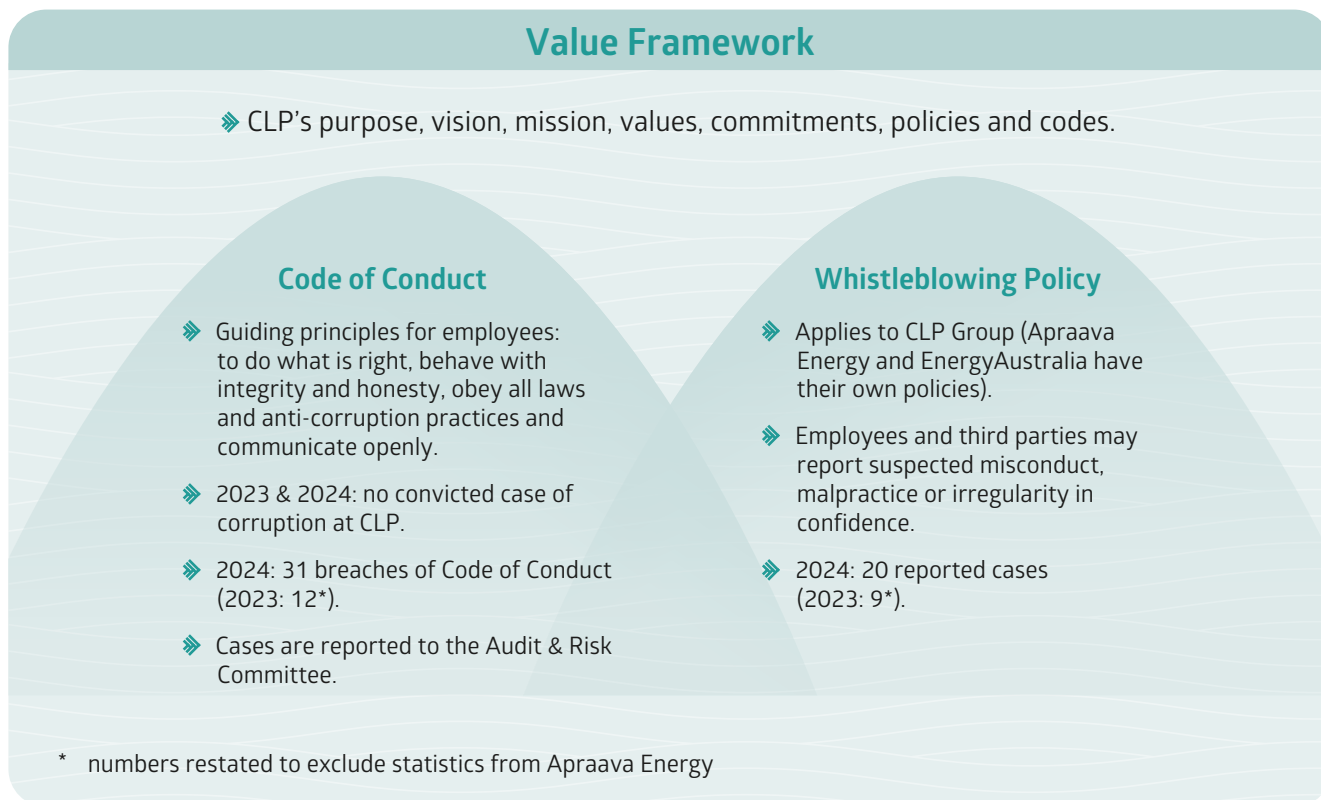 Value Framework
CLP's purpose, vision, mission, values, commitments, policies and codes.
Code of Conduct
Guiding principles for employees:
to do what is right, behave with
integrity and honesty, obey all laws
and anti-corruption practices and
communicate openly.
2023 & 2024: no convicted case of
corruption at CLP.
2024: 31 breaches of Code of Conduct
(2023: 12*).
Cases are reported to the Audit & Risk
Committee.
Whistleblowing Policy
Applies to CLP Group (Apraava
Energy and EnergyAustralia have
their own policies).
Employees and third parties may
report suspected misconduct,
malpractice or irregularity in
confidence.
2024: 20 reported cases
(2023: 9*).
* numbers restated to exclude statistics from Apraava Energy